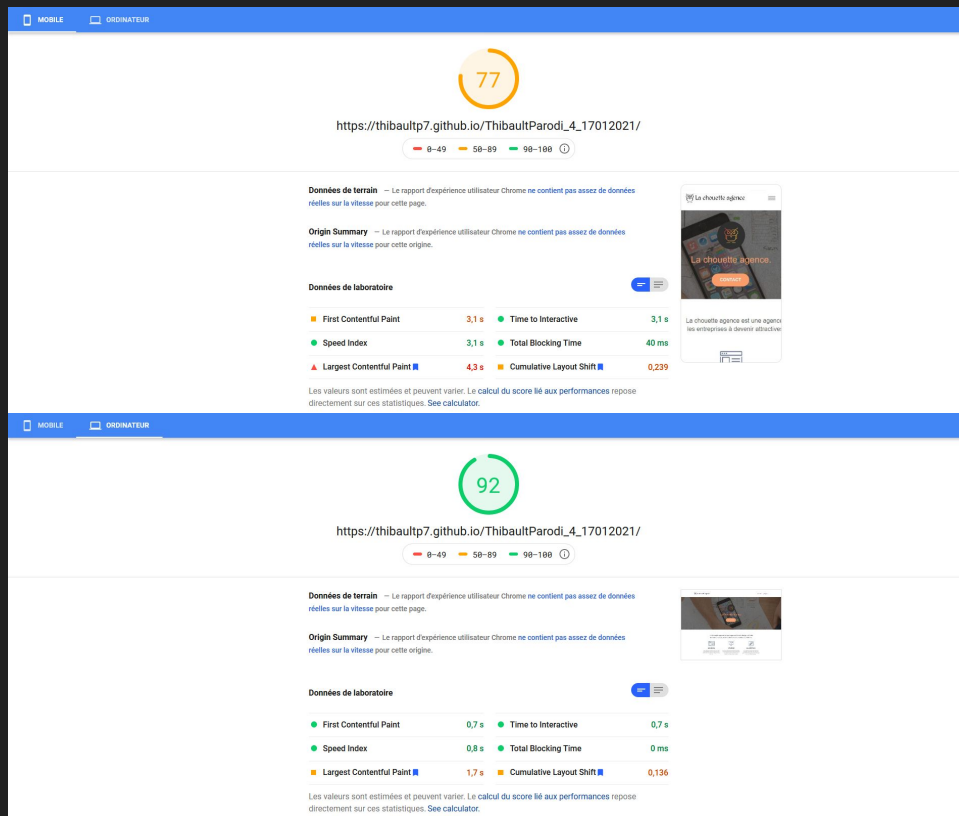 MOBILE ORDINATEUR
77
https://thibaultp7.github.io/ThibaultParodi_4_17012021/
0–49 50–89 90–100
Données de terrain — Le rapport d'expérience utilisateur Chrome ne contient pas assez de données
réelles sur la vitesse pour cette page.
La chouette agence
Origin Summary — Le rapport d'expérience utilisateur Chrome ne contient pas assez de données
réelles sur la vitesse pour cette origine.
La chouette agence.
CONTACT
Données de laboratoire
First Contentful Paint 3,1 s Time to Interactive 3,1 s
La chouette agence est une agence
les entreprises à devenir attractives
Speed Index 3,1 s Total Blocking Time 40 ms
Largest Contentful Paint 4,3 s Cumulative Layout Shift 0,239
Les valeurs sont estimées et peuvent varier. Le calcul du score lié aux performances repose
directement sur ces statistiques. See calculator.
MOBILE ORDINATEUR
92
https://thibaultp7.github.io/ThibaultParodi_4_17012021/
0–49 50–89 90–100
Données de terrain — Le rapport d'expérience utilisateur Chrome ne contient pas assez de données
réelles sur la vitesse pour cette page.
Origin Summary — Le rapport d'expérience utilisateur Chrome ne contient pas assez de données
réelles sur la vitesse pour cette origine.
Données de laboratoire
First Contentful Paint 0,7 s Time to Interactive 0,7 s
Speed Index 0,8 s Total Blocking Time 0 ms
Largest Contentful Paint 1,7 s Cumulative Layout Shift 0,136
Les valeurs sont estimées et peuvent varier. Le calcul du score lié aux performances repose
directement sur ces statistiques. See calculator.